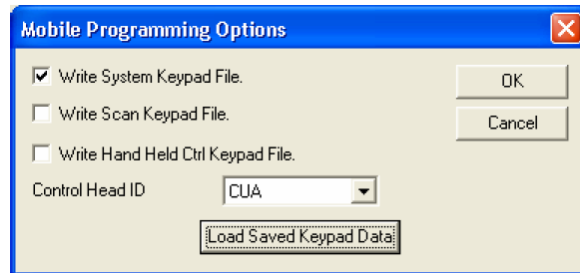 Mobile Programming Options
Write System Keypad File.
OK
Write Scan Keypad File.
Cancel
Write Hand Held Ctrl Keypad File.
Control Head ID CUA
Load Saved Keypad Data